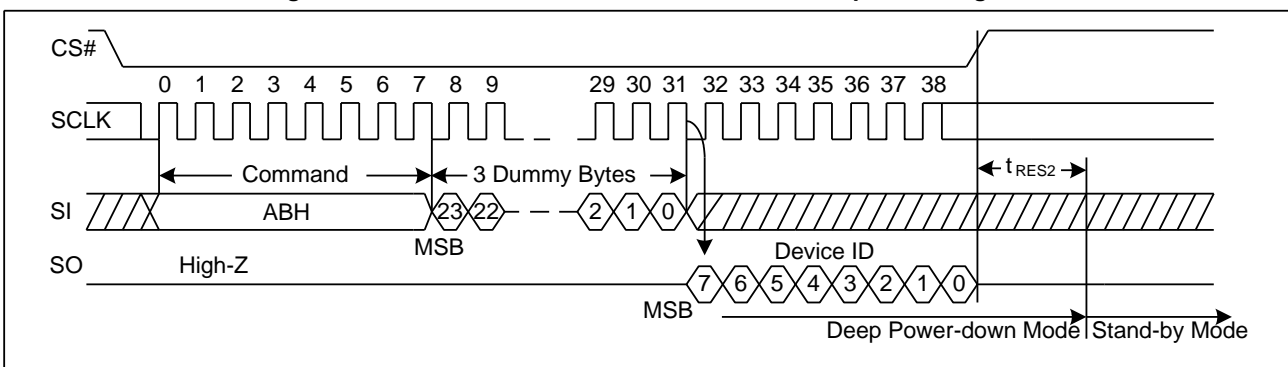 CS#
0 1 2 3 4 5 6 7 8 9 29 30 31 32 33 34 35 36 37 38
SCLK
Command 3 Dummy Bytes tRES2
SI ABH 23 22 2 1 0
MSB Device ID
SO High-Z 7 6 5 4 3 2 1 0
MSB
Deep Power-down Mode Stand-by Mode